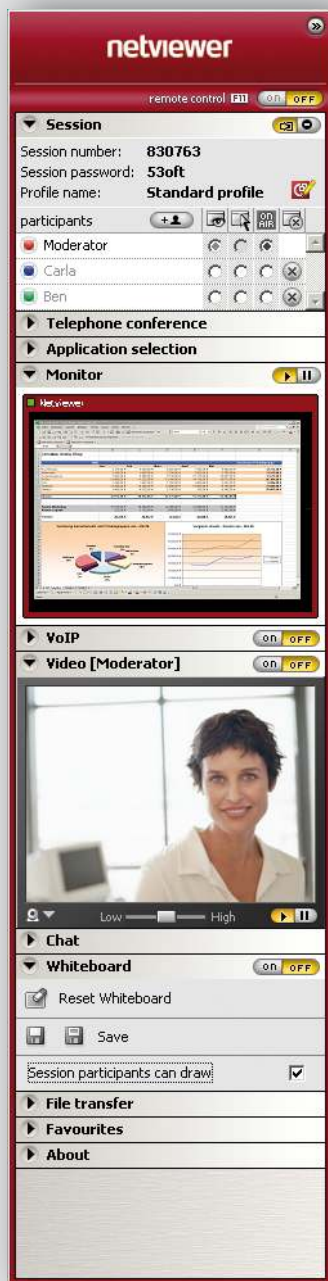 netviewer
remote control F11 on OFF
Session
Session number: 830763
Session password: 53oft
Profile name: Standard profile
participants + ON AIR
Moderator
Carla
Ben
Telephone conference
Application selection
Monitor
Netviewer
VoIP on OFF
Video [Moderator] on OFF
Low High
Chat
Whiteboard on OFF
Reset Whiteboard
Save
Session participants can draw
File transfer
Favourites
About